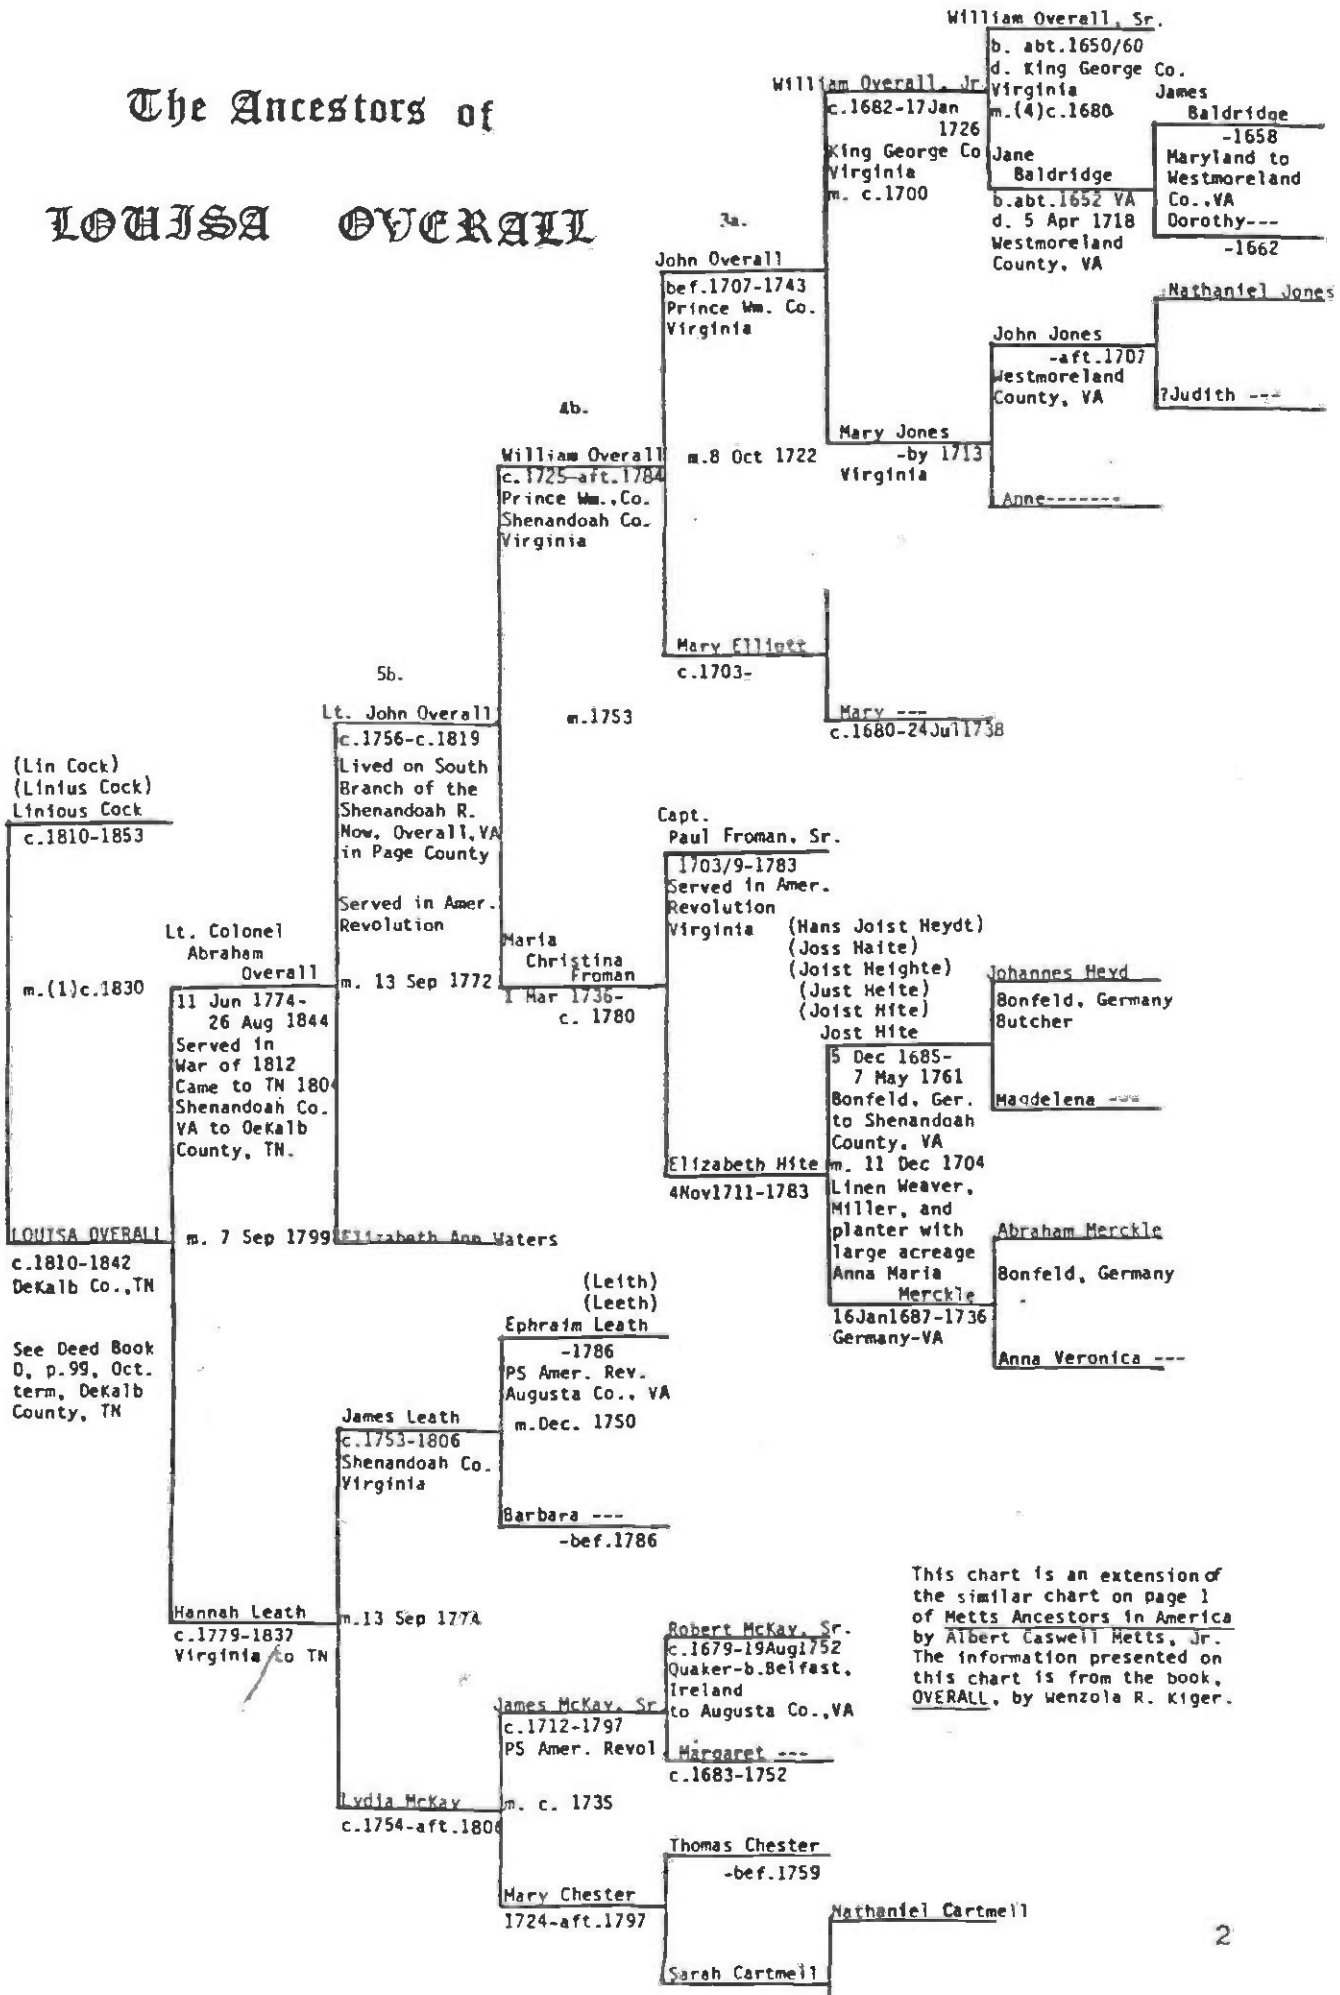 The Ancestors of
LOUISA OVERALL
(Lin Cock)
(Linius Cock)
Linious Cock
c.1810-1853
m.(1)c.1830
LOUISA OVERALL
c.1810-1842
DeKalb Co.,TN
See Deed Book
D, p.99, Oct.
term, DeKalb
County, TN
Lt. Colonel
Abraham
Overall
11 Jun 1774-
26 Aug 1844
Served in
War of 1812
Came to TN 1804
Shenandoah Co.
VA to DeKalb
County, TN.
m. 7 Sep 1799
Hannah Leath
c.1779-1837
Virginia to TN
5b.
Lt. John Overall
c.1756-c.1819
Lived on South
Branch of the
Shenandoah R.
Now, Overall,VA
in Page County
Served in Amer.
Revolution
m. 13 Sep 1772
Elizabeth Ann Waters
James Leath
c.1753-1806
Shenandoah Co.
Virginia
m.13 Sep 1774
Lydia McKay
c.1754-aft.1806
4b.
William Overall
c.1725-aft.1784
Prince Wm.,Co.
Shenandoah Co.
Virginia
m.1753
Maria
Christina
Froman
1 Mar 1736-
c. 1780
(Leith)
(Leeth)
Ephraim Leath
-1786
PS Amer. Rev.
Augusta Co., VA
m.Dec. 1750
Barbara ---
-bef.1786
James McKay, Sr.
c.1712-1797
PS Amer. Revol.
m. c. 1735
Mary Chester
1724-aft.1797
3a.
John Overall
bef.1707-1743
Prince Wm. Co.
Virginia
m.8 Oct 1722
Mary Elliott
c.1703-
Capt.
Paul Froman, Sr.
1703/9-1783
Served in Amer.
Revolution
Virginia
Elizabeth Hite
4Nov1711-1783
Robert McKay, Sr.
c.1679-19Aug1752
Quaker-b.Belfast,
Ireland
to Augusta Co.,VA
Margaret ---
c.1683-1752
Thomas Chester
-bef.1759
Sarah Cartmell
William Overall, Jr
c.1682-17Jan
1726
King George Co
Virginia
m. c.1700
Mary Jones
-by 1713
Virginia
Mary ---
c.1680-24Jul1738
(Hans Joist Heydt)
(Joss Haite)
(Joist Heighte)
(Just Heite)
(Joist Hite)
Jost Hite
5 Dec 1685-
7 May 1761
Bonfeld, Ger.
to Shenandoah
County, VA
m. 11 Dec 1704
Linen Weaver,
Miller, and
planter with
large acreage
Anna Maria
Merckle
16Jan1687-1736
Germany-VA
Nathaniel Cartmell
William Overall, Sr.
b. abt.1650/60
d. King George Co.
Virginia
m.(4)c.1680
Jane
Baldridge
b.abt.1652 VA
d. 5 Apr 1718
Westmoreland
County, VA
John Jones
-aft.1707
Westmoreland
County, VA
Anne-------
Johannes Heyd
Bonfeld, Germany
Butcher
Magdelena ---
Abraham Merckle
Bonfeld, Germany
Anna Veronica ---
James
Baldridge
-1658
Maryland to
Westmoreland
Co.,VA
Dorothy---
-1662
Nathaniel Jones
?Judith ---
This chart is an extension of
the similar chart on page 1
of Metts Ancestors in America
by Albert Caswell Metts, Jr.
The information presented on
this chart is from the book,
OVERALL, by Wenzola R. Kiger.
2